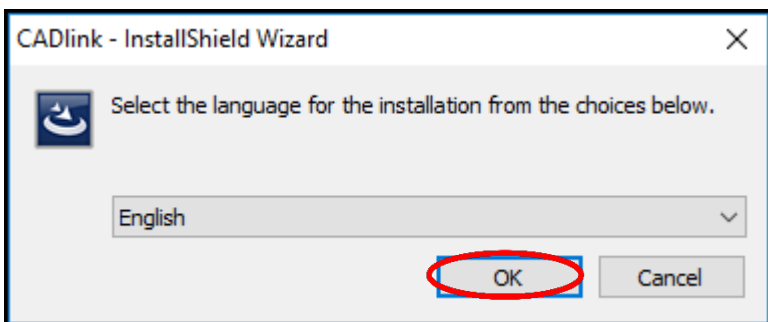 CADlink - InstallShield Wizard
Select the language for the installation from the choices below.
English
OK Cancel